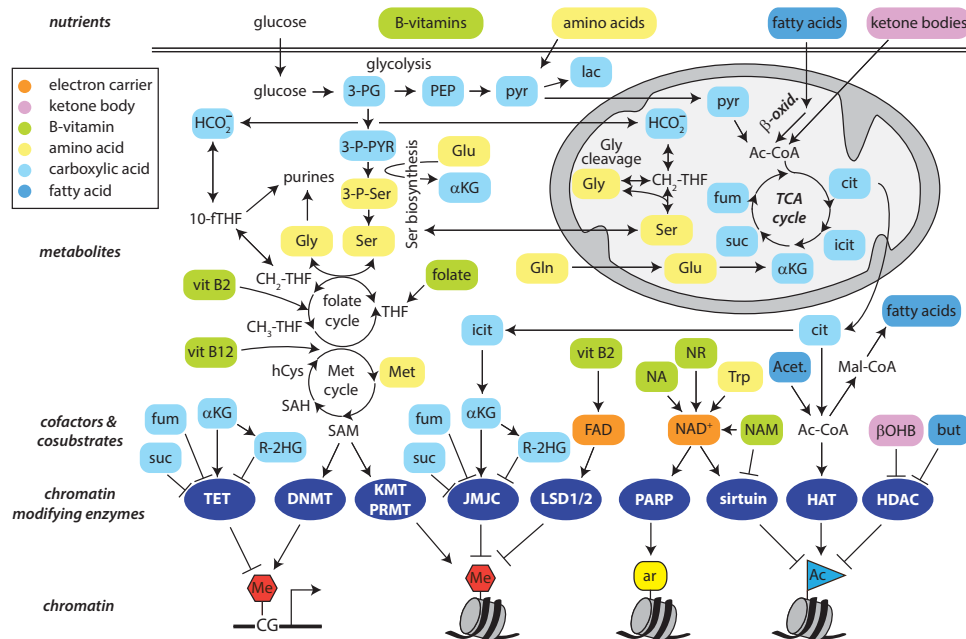 nutrients
glucose
B-vitamins
amino acids
fatty acids
ketone bodies
electron carrier
ketone body
B-vitamin
amino acid
carboxylic acid
fatty acid
glycolysis
glucose
3-PG
PEP
pyr
lac
HCO₂⁻
3-P-PYR
Glu
αKG
3-P-Ser
Ser biosynthesis
purines
10-fTHF
Gly
Ser
pyr
β-oxid.
HCO₂⁻
Ac-CoA
Gly
cleavage
Gly
CH₂-THF
Ser
fum
cit
TCA
cycle
suc
icit
Gln
Glu
αKG
metabolites
vit B2
CH₂-THF
folate
cycle
THF
folate
CH₃-THF
vit B12
hCys
Met
cycle
Met
SAH
SAM
icit
cit
fatty acids
vit B2
NR
NA
Trp
Acet.
Mal-CoA
cofactors &
cosubstrates
fum
αKG
suc
R-2HG
fum
αKG
suc
R-2HG
FAD
NAD⁺
NAM
Ac-CoA
βOHB
but
chromatin
modifying enzymes
TET
DNMT
KMT
PRMT
JMJC
LSD1/2
PARP
sirtuin
HAT
HDAC
Me
Me
ar
Ac
chromatin
CG